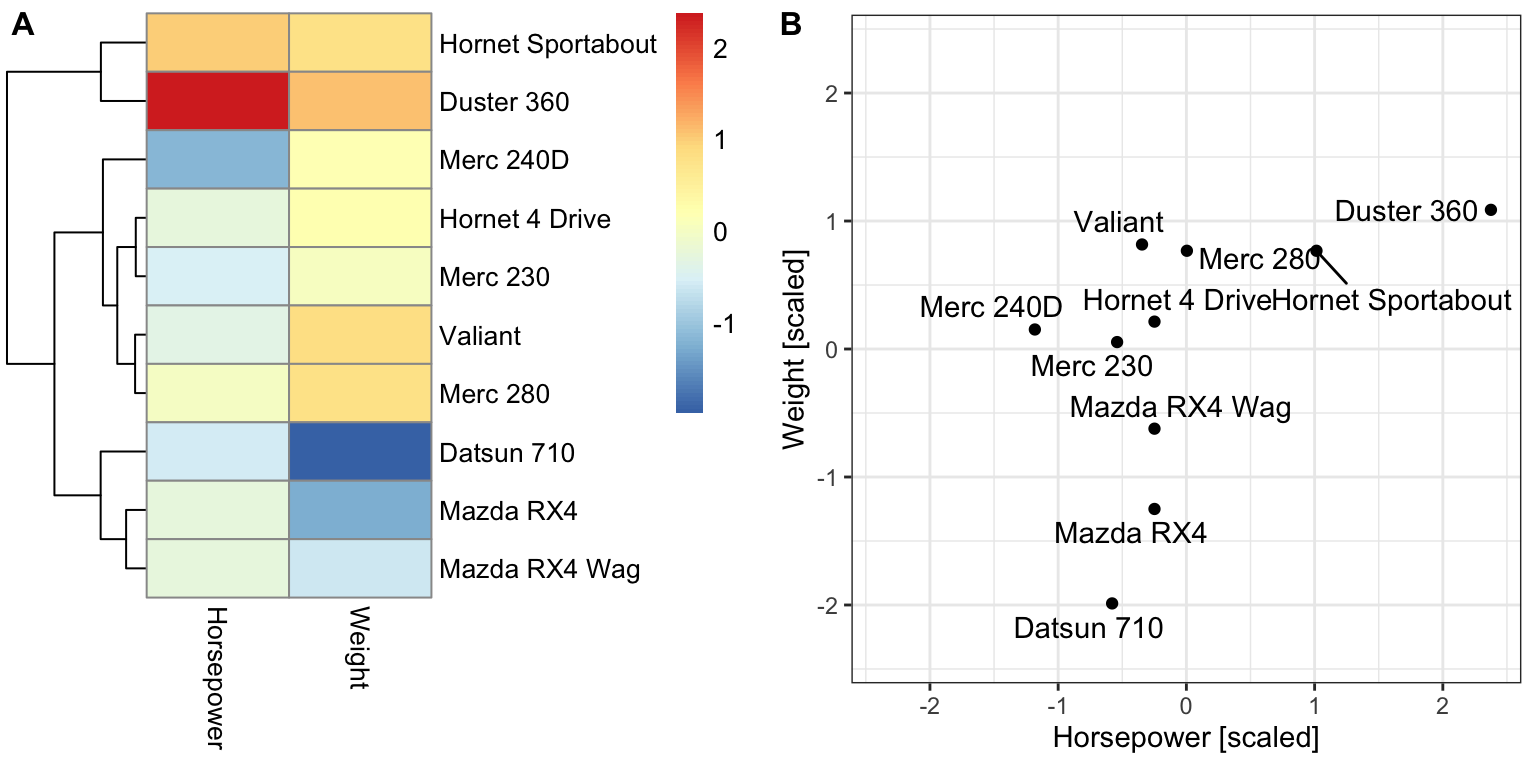 A
Hornet Sportabout
Duster 360
Merc 240D
Hornet 4 Drive
Merc 230
Valiant
Merc 280
Datsun 710
Mazda RX4
Mazda RX4 Wag
Horsepower
Weight
2
1
0
-1
B
Weight [scaled]
2
1
0
-1
-2
Duster 360
Valiant
Merc 280
Merc 240D
Hornet 4 Drive
Hornet Sportabout
Merc 230
Mazda RX4 Wag
Mazda RX4
Datsun 710
-2
-1
0
1
2
Horsepower [scaled]